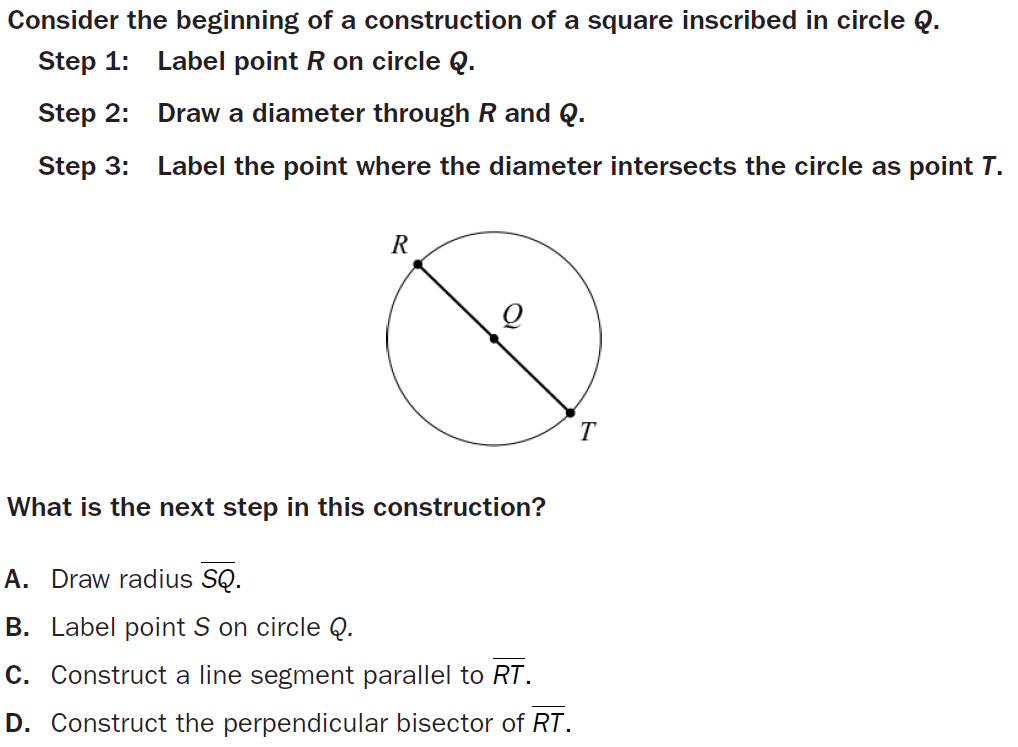 Consider the beginning of a construction of a square inscribed in circle Q.
Step 1: Label point R on circle Q.
Step 2: Draw a diameter through R and Q.
Step 3: Label the point where the diameter intersects the circle as point T.
R
Q
T
What is the next step in this construction?
A. Draw radius S̅Q̅.
B. Label point S on circle Q.
C. Construct a line segment parallel to R̅T̅.
D. Construct the perpendicular bisector of R̅T̅.